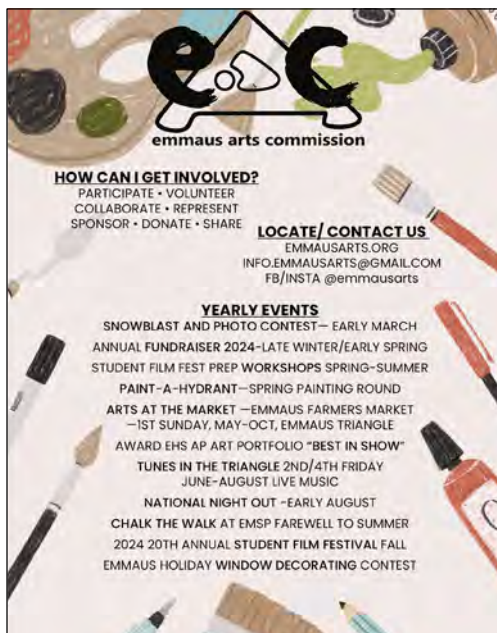 eac
emmaus arts commission
HOW CAN I GET INVOLVED?
PARTICIPATE • VOLUNTEER
COLLABORATE • REPRESENT
SPONSOR • DONATE • SHARE
LOCATE/ CONTACT US
EMMAUSARTS.ORG
INFO.EMMAUSARTS@GMAIL.COM
FB/INSTA @emmausarts
YEARLY EVENTS
SNOWBLAST AND PHOTO CONTEST— EARLY MARCH
ANNUAL FUNDRAISER 2024-LATE WINTER/EARLY SPRING
STUDENT FILM FEST PREP WORKSHOPS SPRING-SUMMER
PAINT-A-HYDRANT—SPRING PAINTING ROUND
ARTS AT THE MARKET —EMMAUS FARMERS MARKET
—1ST SUNDAY, MAY-OCT, EMMAUS TRIANGLE
AWARD EHS AP ART PORTFOLIO “BEST IN SHOW”
TUNES IN THE TRIANGLE 2ND/4TH FRIDAY
JUNE-AUGUST LIVE MUSIC
NATIONAL NIGHT OUT -EARLY AUGUST
CHALK THE WALK AT EMSP FAREWELL TO SUMMER
2024 20TH ANNUAL STUDENT FILM FESTIVAL FALL
EMMAUS HOLIDAY WINDOW DECORATING CONTEST